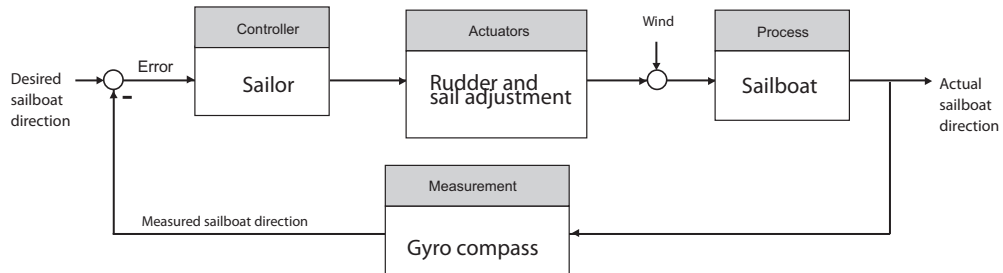 Controller
Actuators
Wind
Process
Desired
sailboat
direction
Error
Sailor
Rudder and
sail adjustment
Sailboat
Actual
sailboat
direction
-
Measurement
Measured sailboat direction
Gyro compass